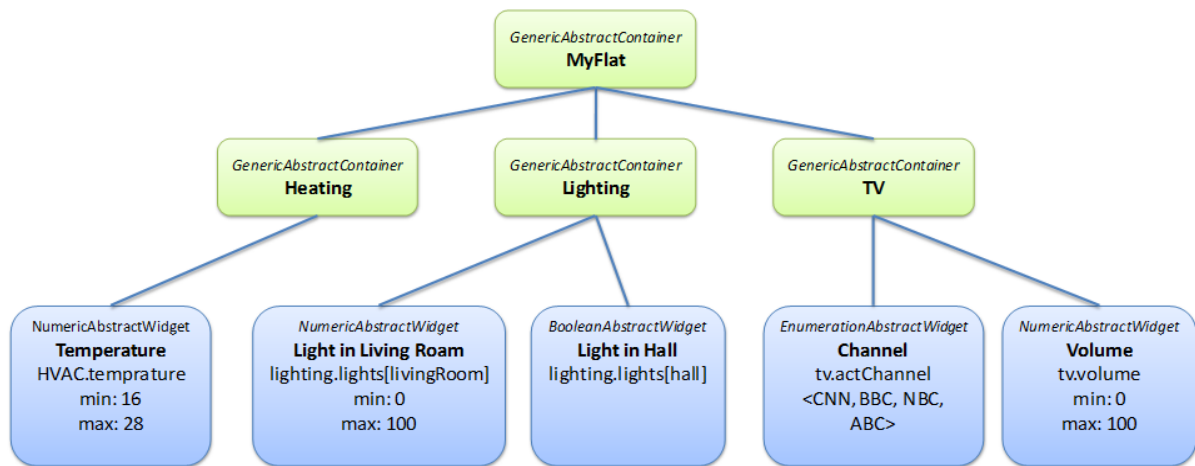 GenericAbstractContainer
MyFlat
GenericAbstractContainer
Heating
GenericAbstractContainer
Lighting
GenericAbstractContainer
TV
NumericAbstractWidget
Temperature
HVAC.temprature
min: 16
max: 28
NumericAbstractWidget
Light in Living Roam
lighting.lights[livingRoom]
min: 0
max: 100
BooleanAbstractWidget
Light in Hall
lighting.lights[hall]
EnumerationAbstractWidget
Channel
tv.actChannel
<CNN, BBC, NBC,
ABC>
NumericAbstractWidget
Volume
tv.volume
min: 0
max: 100